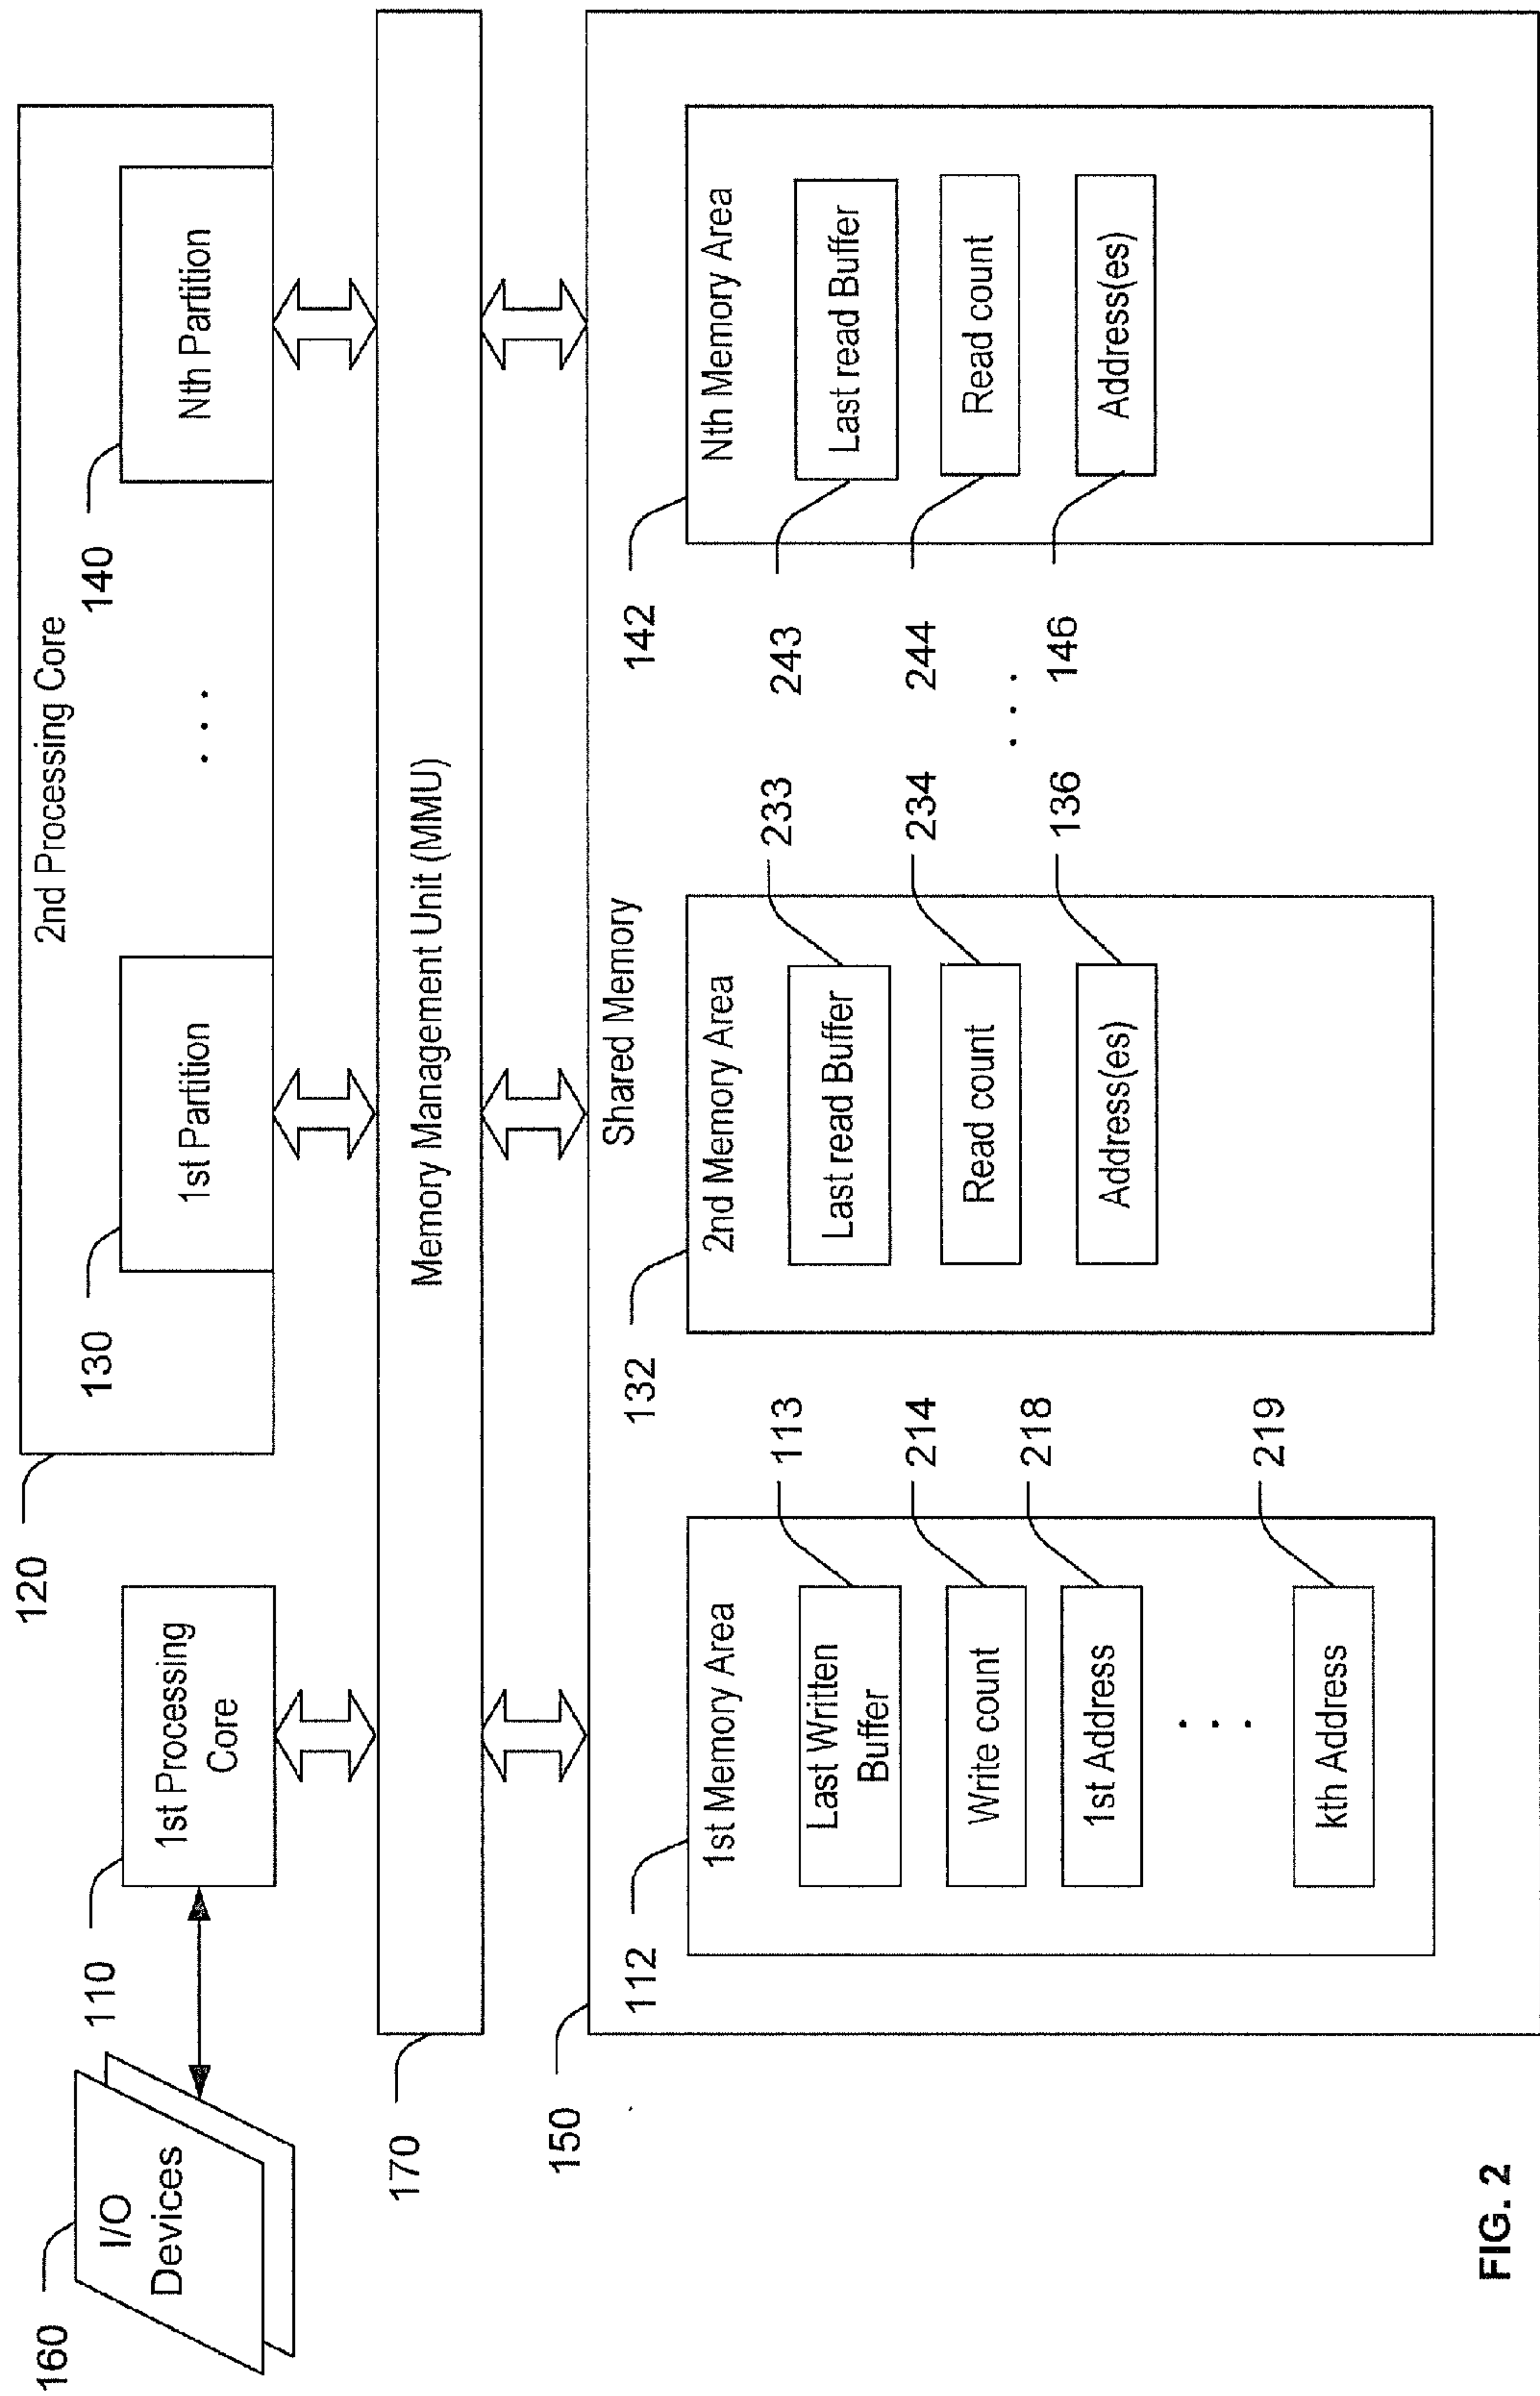 160
I/O
Devices
110
1st Processing
Core
120
2nd Processing Core
130
1st Partition
. . .
140
Nth Partition
170
Memory Management Unit (MMU)
150
Shared Memory
112
1st Memory Area
Last Written
Buffer
113
Write count
214
1st Address
218
. . .
kth Address
219
132
2nd Memory Area
Last read Buffer
233
Read count
234
Address(es)
136
. . .
142
Nth Memory Area
243
Last read Buffer
244
Read count
146
Address(es)
FIG. 2